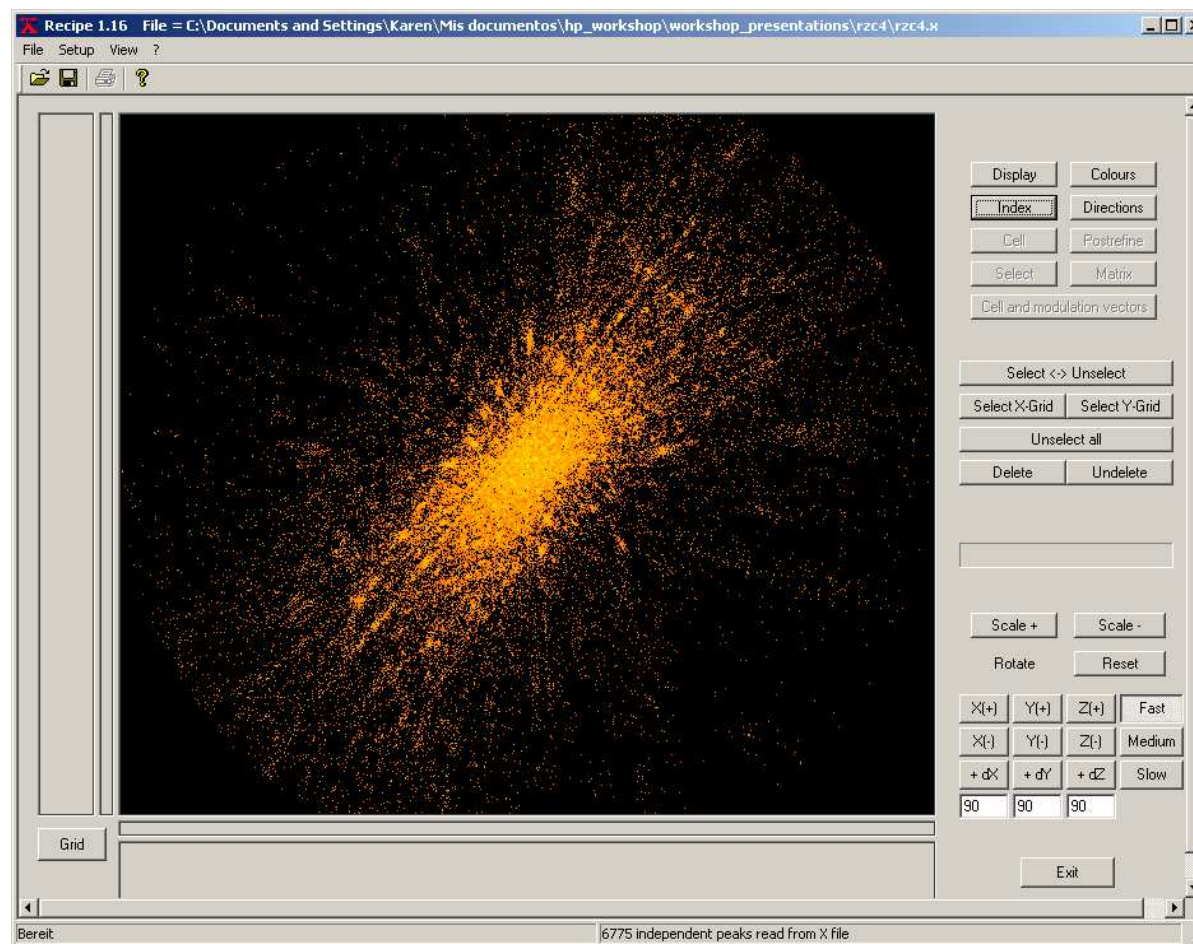 Recipe 1.16 File = C:\Documents and Settings\Karen\Mis documentos\hp_workshop\workshop_presentations\rzc4\rzc4.x
File Setup View ?
Display Colours
Index Directions
Cell Postrefine
Select Matrix
Cell and modulation vectors
Select <-> Unselect
Select X-Grid Select Y-Grid
Unselect all
Delete Undelete
Scale + Scale -
Rotate Reset
X(+) Y(+) Z(+) Fast
X(-) Y(-) Z(-) Medium
+ dX + dY + dZ Slow
90 90 90
Grid
Exit
Bereit 6775 independent peaks read from X file